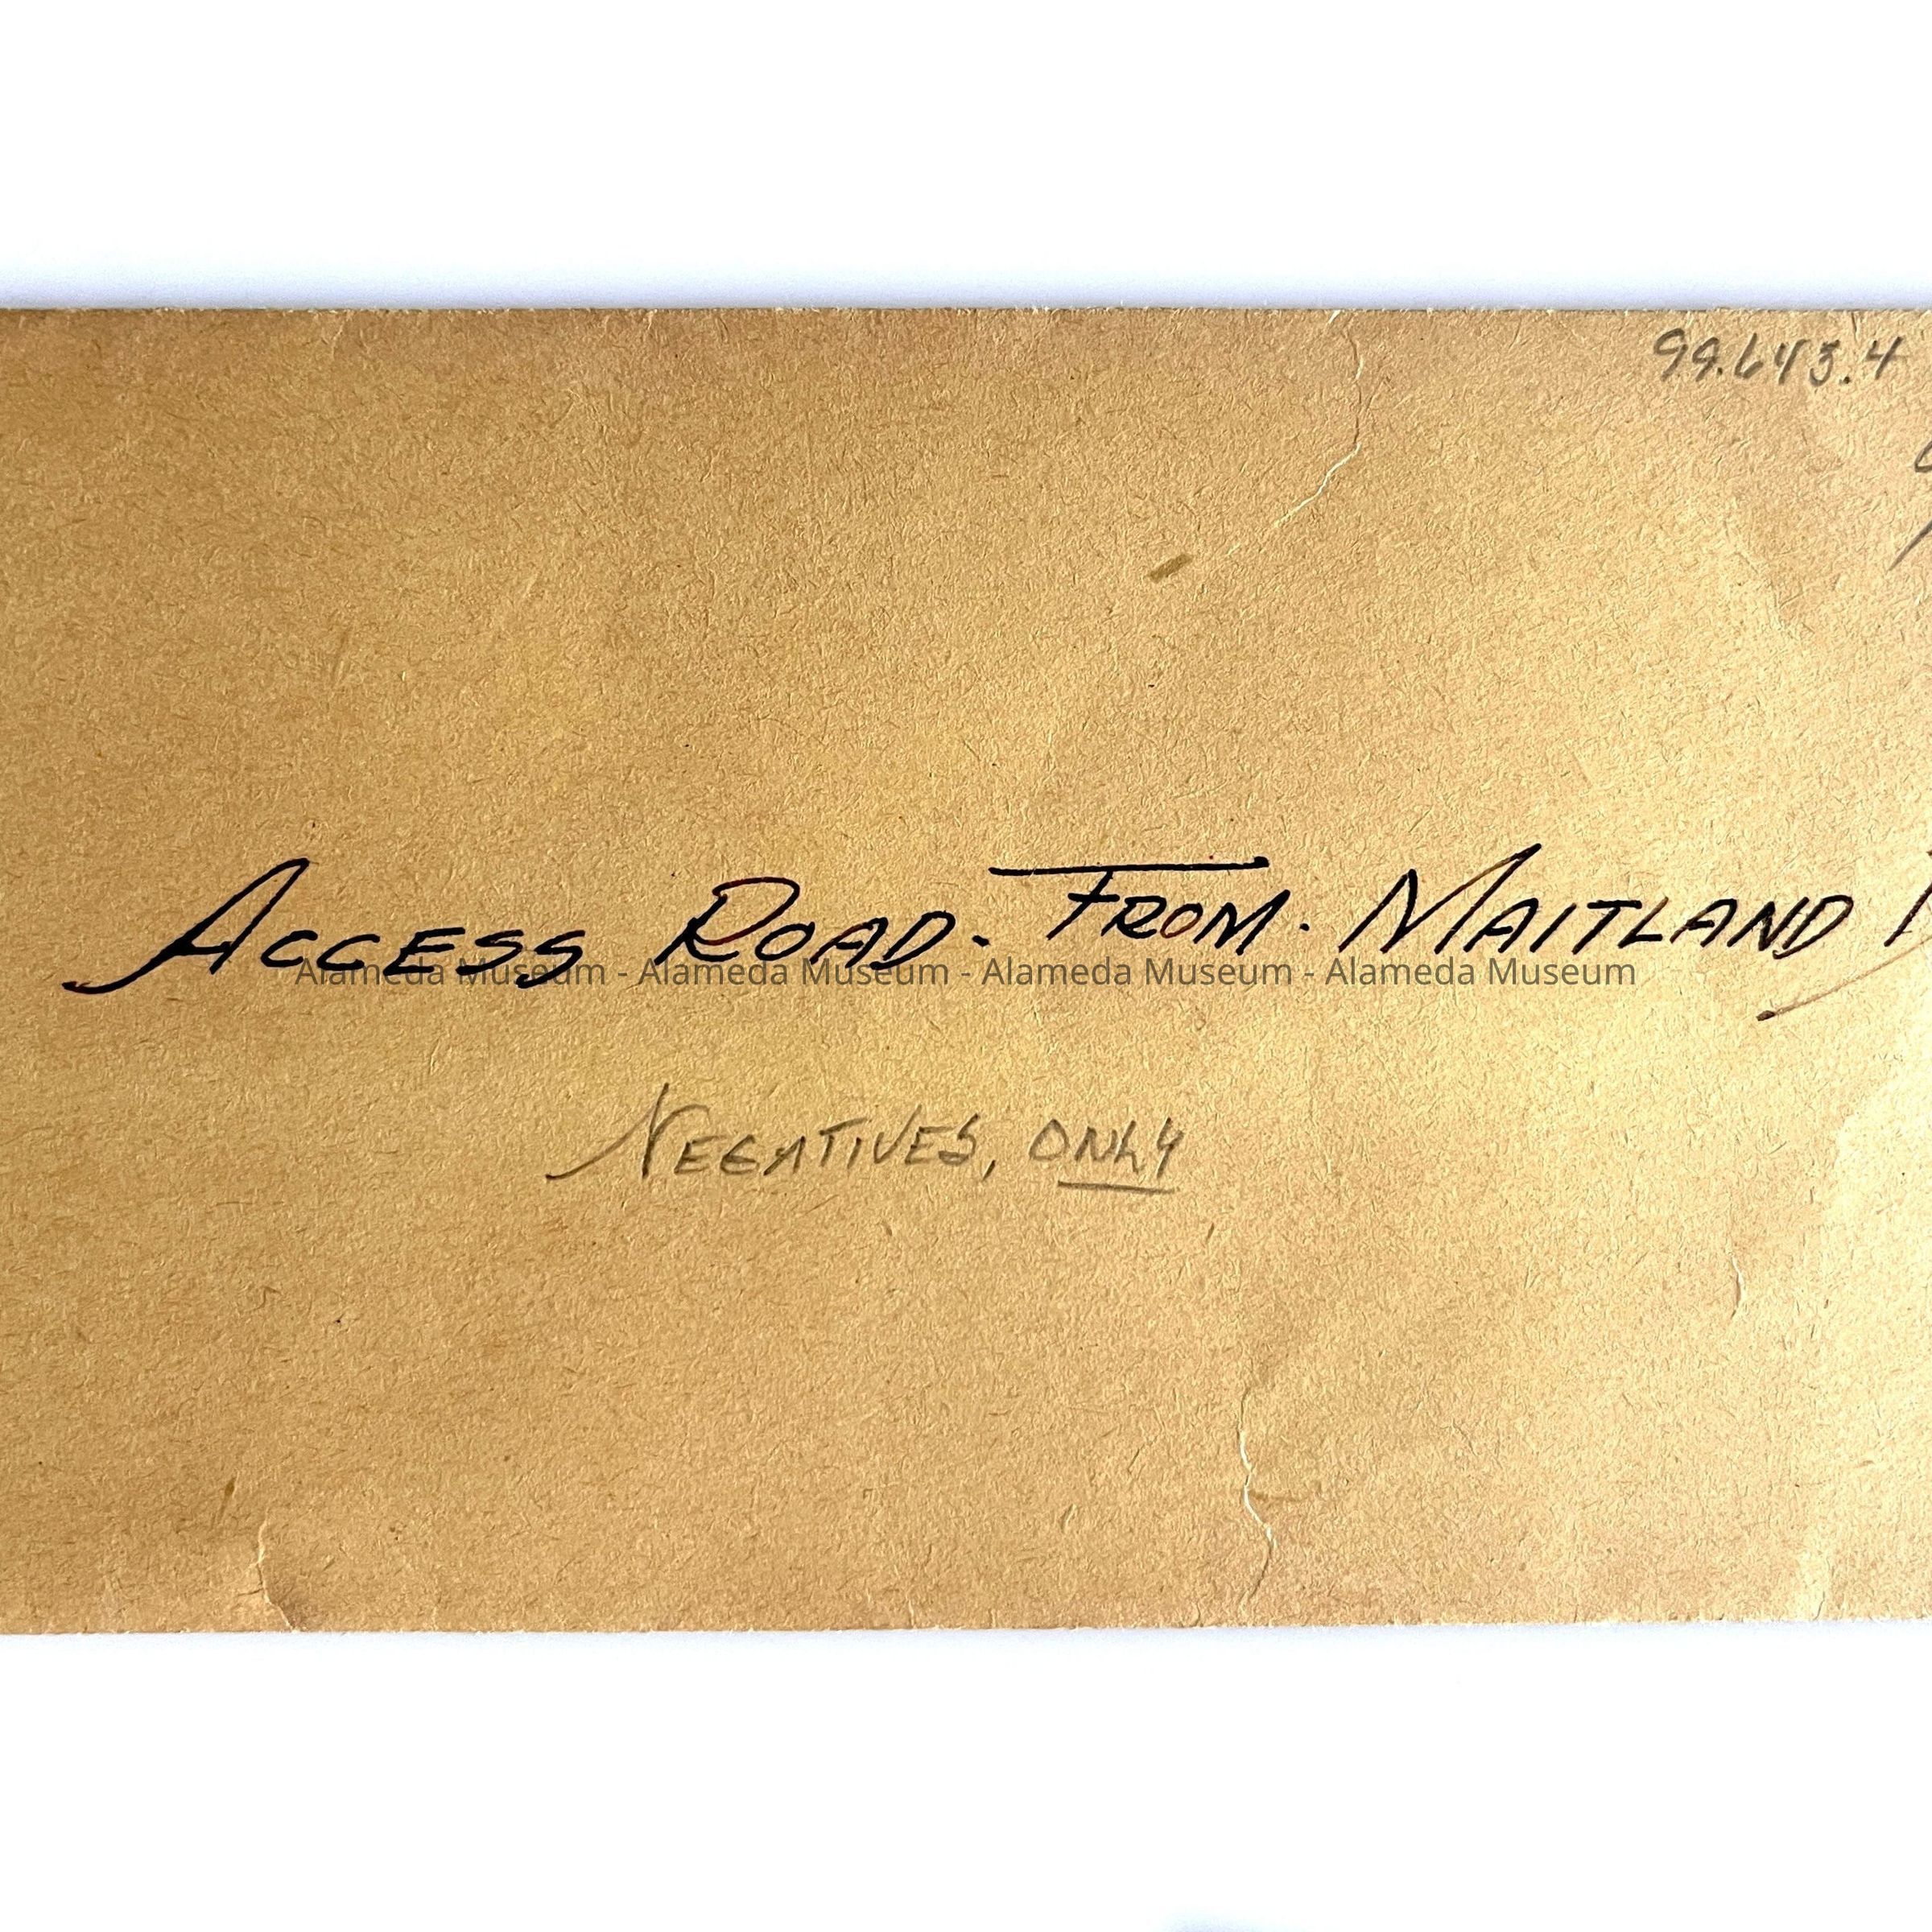 99.643.4
ACCESS ROAD. FROM. MAITLAND
Alameda Museum - Alameda Museum - Alameda Museum - Alameda Museum
NEGATIVES, ONLY